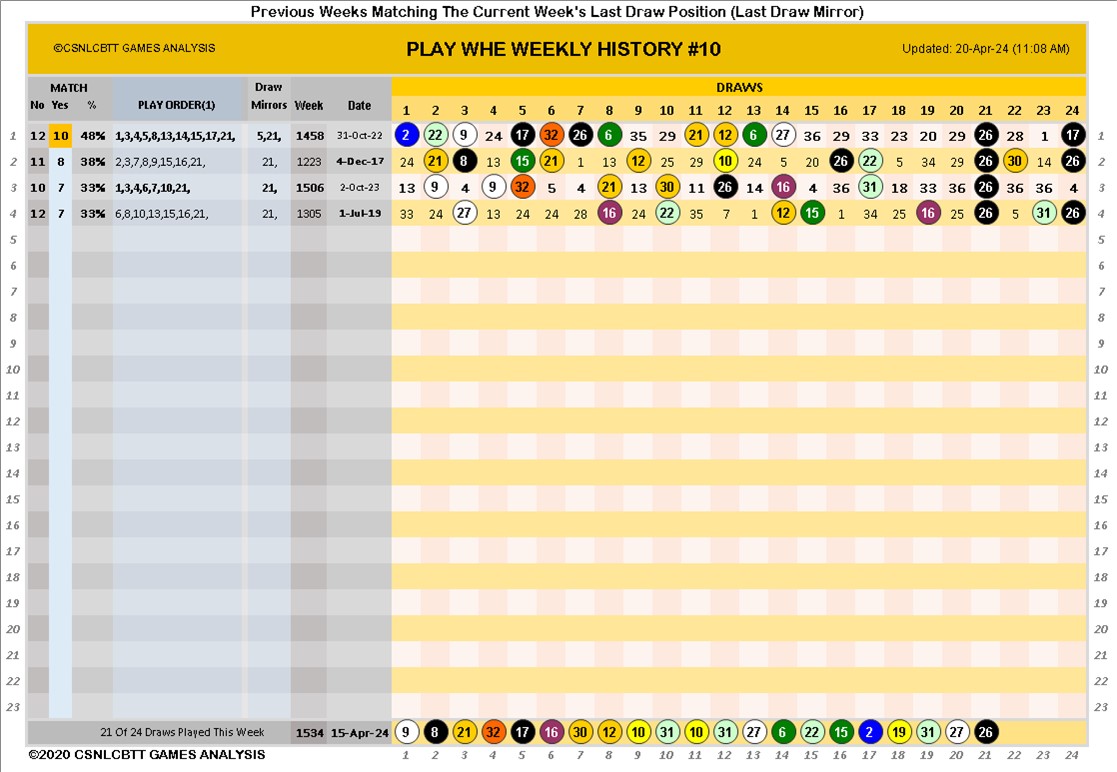 Previous Weeks Matching The Current Week's Last Draw Position (Last Draw Mirror)
©CSNLCBTT GAMES ANALYSIS PLAY WHE WEEKLY HISTORY #10 Updated: 20-Apr-24 (11:08 AM)
MATCH Draw DRAWS
No Yes % PLAY ORDER(1) Mirrors Week Date 1 2 3 4 5 6 7 8 9 10 11 12 13 14 15 16 17 18 19 20 21 22 23 24
1 12 10 48% 1,3,4,5,8,13,14,15,17,21, 5,21, 1458 31-Oct-22 2 22 9 24 17 32 26 6 35 29 21 12 6 27 36 29 33 23 20 29 26 28 1 17 1
2 11 8 38% 2,3,7,8,9,15,16,21, 21, 1223 4-Dec-17 24 21 8 13 15 21 1 13 12 25 29 10 24 5 20 26 22 5 34 29 26 30 14 26 2
3 10 7 33% 1,3,4,6,7,10,21, 21, 1506 2-Oct-23 13 9 4 9 32 5 4 21 13 30 11 26 14 16 4 36 31 18 33 36 26 36 36 4 3
4 12 7 33% 6,8,10,13,15,16,21, 21, 1305 1-Jul-19 33 24 27 13 24 24 28 16 24 22 35 7 1 12 15 1 34 25 16 25 26 5 31 26 4
5 5
6 6
7 7
8 8
9 9
10 10
11 11
12 12
13 13
14 14
15 15
16 16
17 17
18 18
19 19
20 20
21 21
22 22
23 23
21 Of 24 Draws Played This Week 1534 15-Apr-24 9 8 21 32 17 16 30 12 10 31 10 31 27 6 22 15 2 19 31 27 26
©2020 CSNLCBTT GAMES ANALYSIS 1 2 3 4 5 6 7 8 9 10 11 12 13 14 15 16 17 18 19 20 21 22 23 24